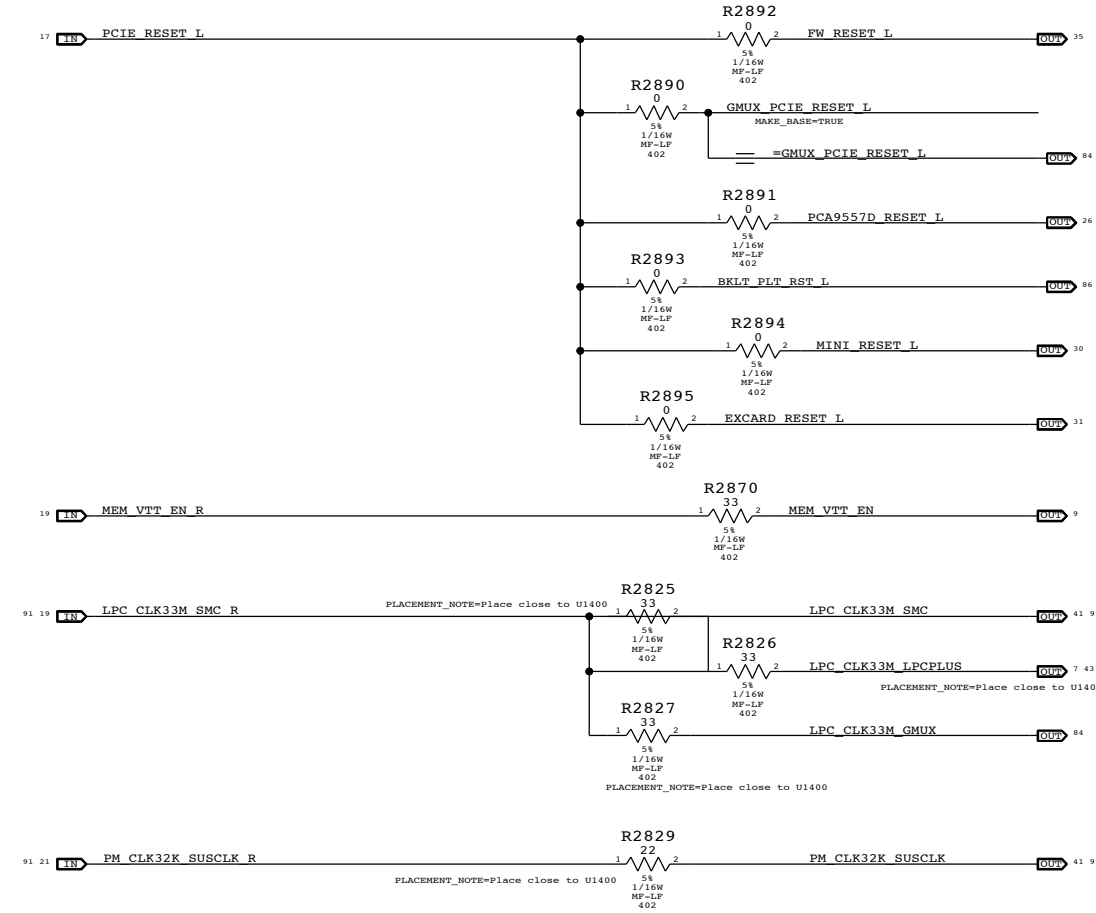 R2892
17 IN PCIE_RESET_L 1 0 2 FW_RESET_L OUT 35
5%
1/16W
MF-LF
402
R2890
1 0 2 GMUX_PCIE_RESET_L
MAKE_BASE=TRUE
5%
1/16W
MF-LF
402
=GMUX_PCIE_RESET_L OUT 84
R2891
1 0 2 PCA9557D_RESET_L OUT 26
5%
1/16W
MF-LF
402
R2893
1 0 2 BKLT_PLT_RST_L OUT 86
5%
1/16W
MF-LF
402
R2894
1 0 2 MINI_RESET_L OUT 30
5%
1/16W
MF-LF
402
R2895
1 0 2 EXCARD_RESET_L OUT 31
5%
1/16W
MF-LF
402
R2870
19 IN MEM_VTT_EN_R 1 33 2 MEM_VTT_EN OUT 9
5%
1/16W
MF-LF
402
R2825
PLACEMENT_NOTE=Place close to U1400
91 19 IN LPC_CLK33M_SMC_R 1 33 2 LPC_CLK33M_SMC OUT 41 9
5%
1/16W
MF-LF
402
R2826
1 33 2 LPC_CLK33M_LPCPLUS OUT 7 43
PLACEMENT_NOTE=Place close to U140
5%
1/16W
MF-LF
402
R2827
1 33 2 LPC_CLK33M_GMUX OUT 84
5%
1/16W
MF-LF
402
PLACEMENT_NOTE=Place close to U1400
R2829
91 21 IN PM_CLK32K_SUSCLK_R 1 22 2 PM_CLK32K_SUSCLK OUT 41 9
PLACEMENT_NOTE=Place close to U1400
5%
1/16W
MF-LF
402